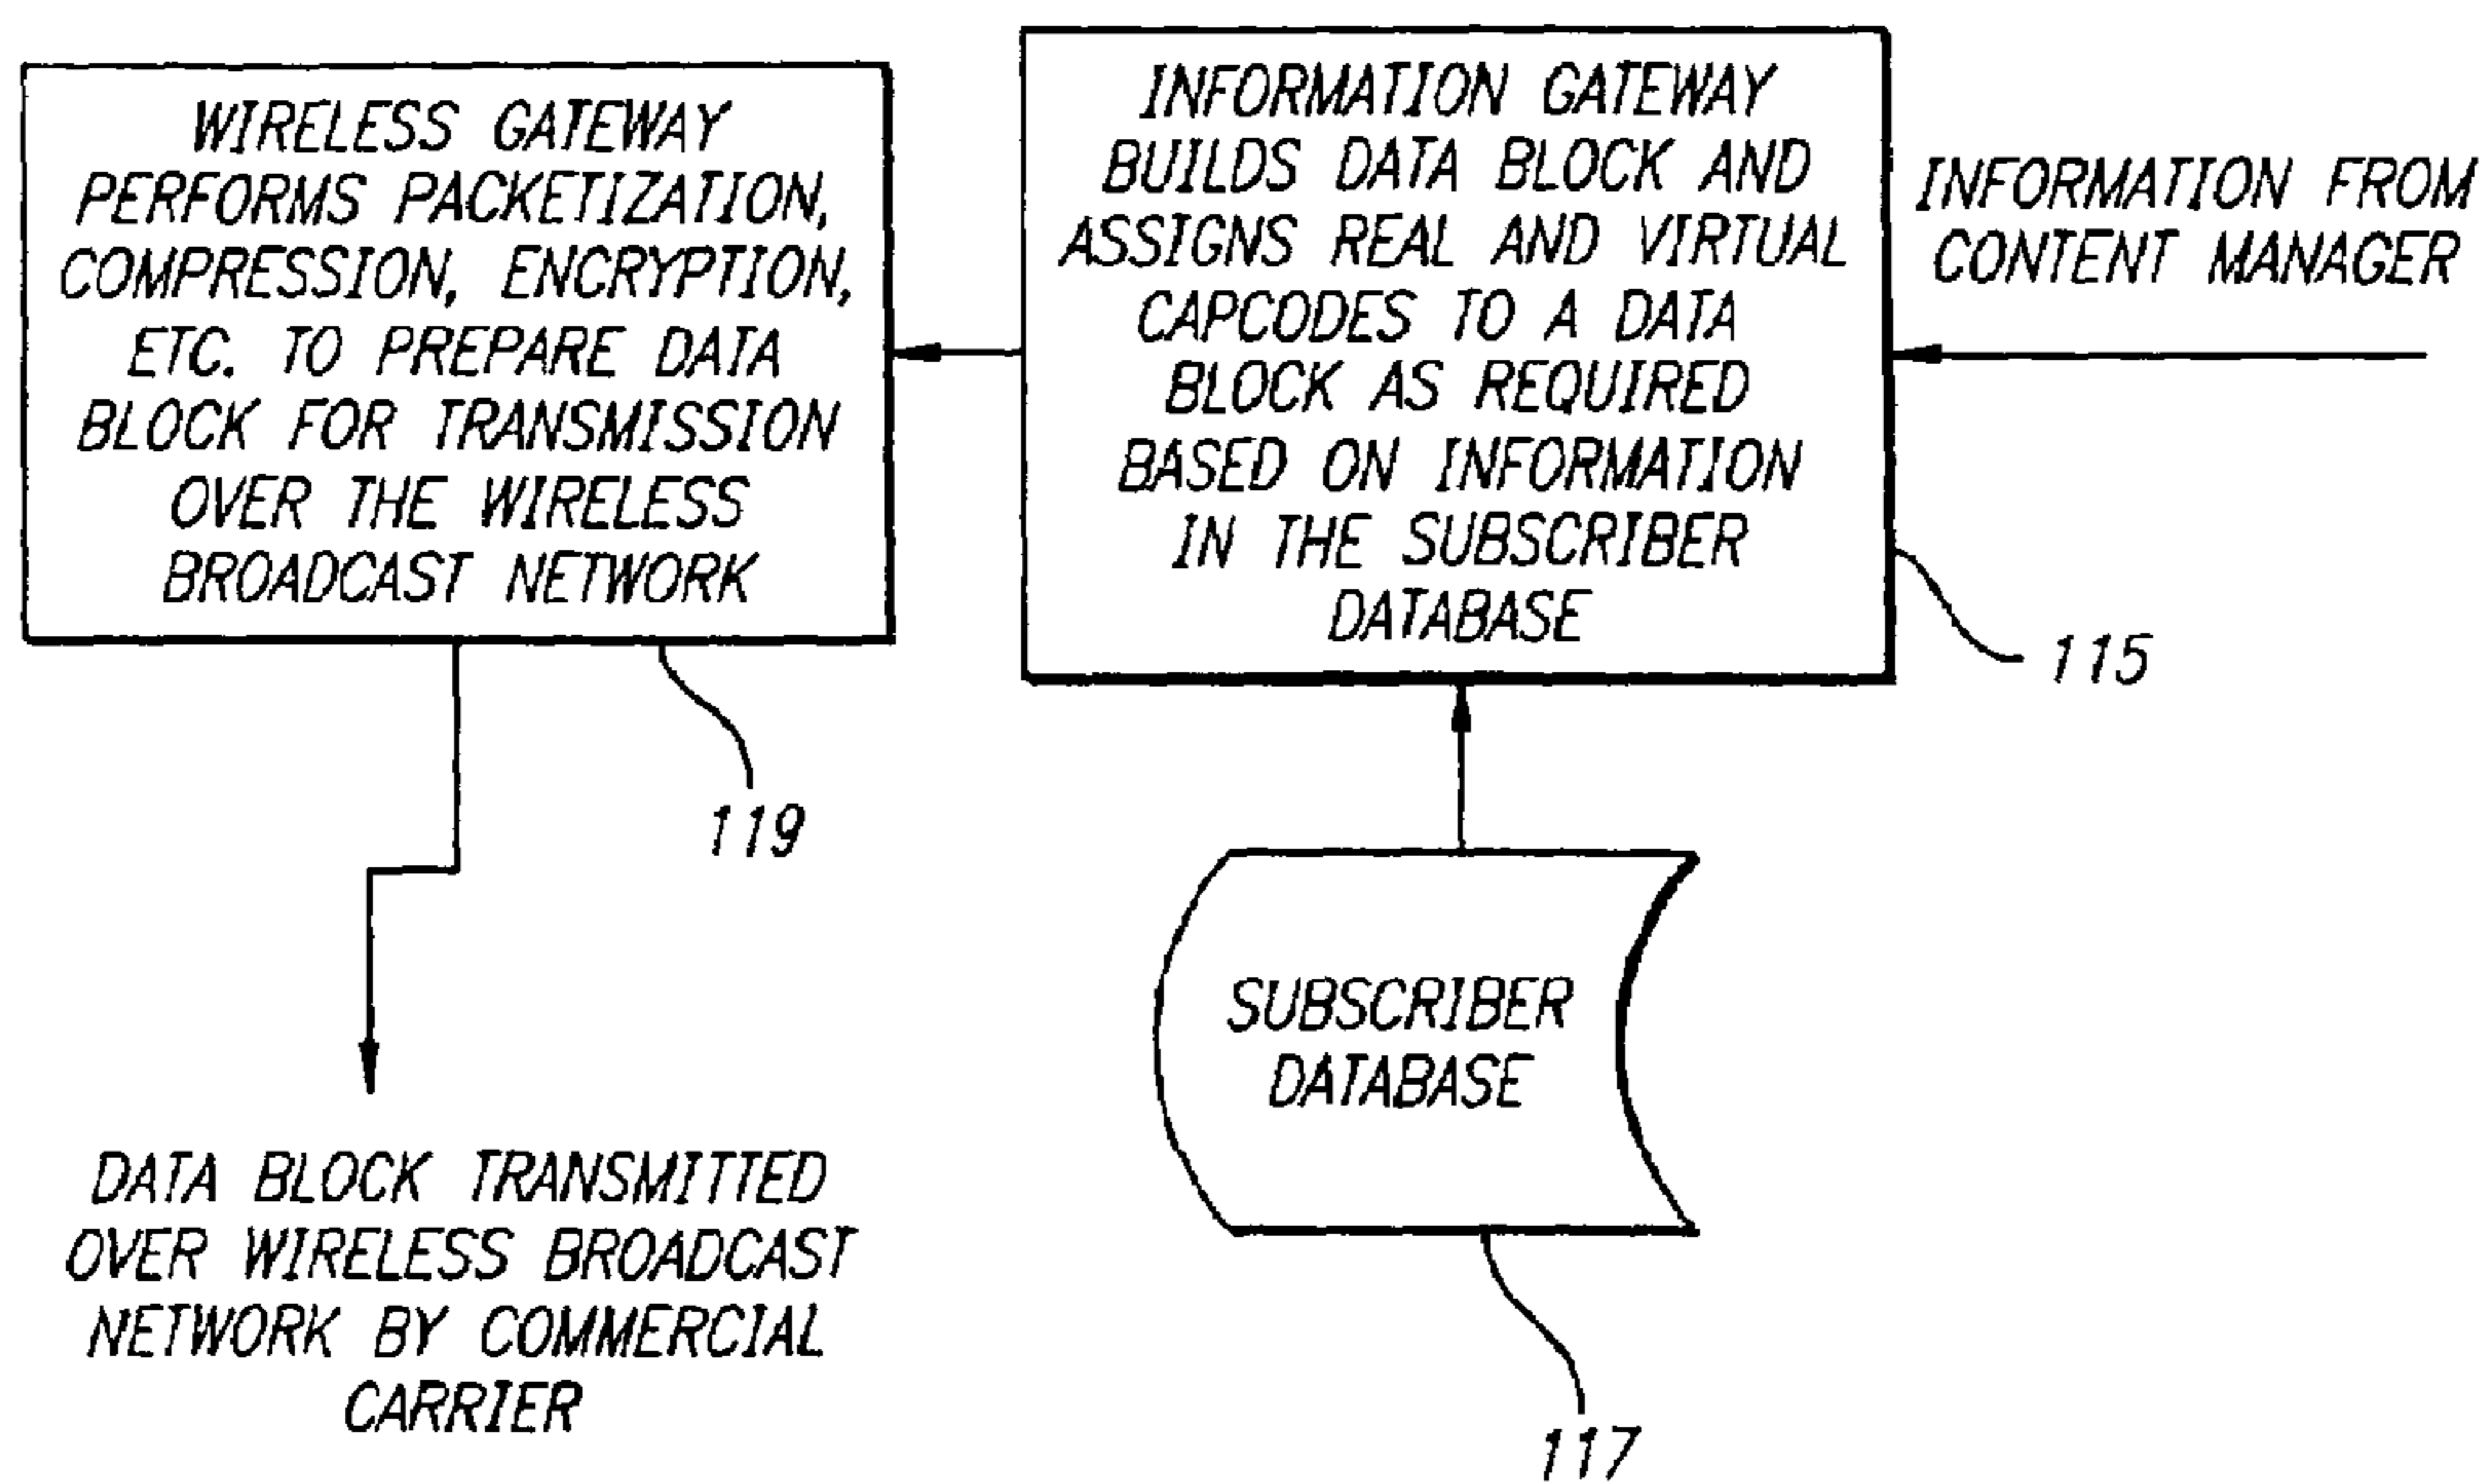 WIRELESS GATEWAY
PERFORMS PACKETIZATION,
COMPRESSION, ENCRYPTION,
ETC. TO PREPARE DATA
BLOCK FOR TRANSMISSION
OVER THE WIRELESS
BROADCAST NETWORK
119
INFORMATION GATEWAY
BUILDS DATA BLOCK AND
ASSIGNS REAL AND VIRTUAL
CAPCODES TO A DATA
BLOCK AS REQUIRED
BASED ON INFORMATION
IN THE SUBSCRIBER
DATABASE
115
INFORMATION FROM
CONTENT MANAGER
SUBSCRIBER
DATABASE
117
DATA BLOCK TRANSMITTED
OVER WIRELESS BROADCAST
NETWORK BY COMMERCIAL
CARRIER